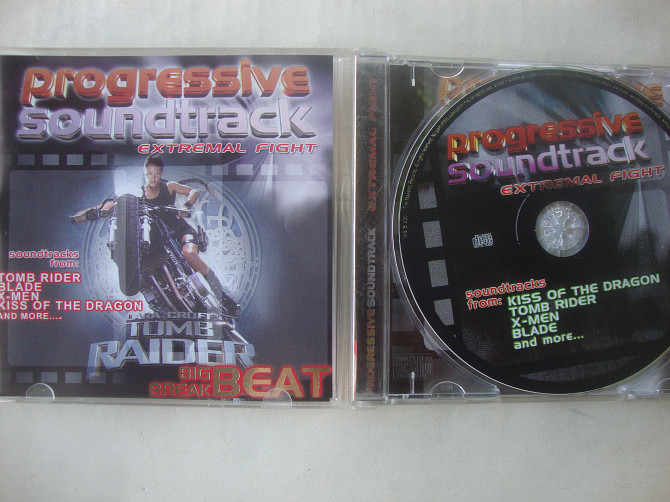 progressive
soundtrack
EXTREMAL FIGHT
soundtracks
from:
TOMB RIDER
BLADE
X-MEN
KISS OF THE DRAGON
AND MORE....
LARA CROFT
TOMB
RAIDER
BIG
BREAK BEAT
PROGRESSIVE SOUNDTRACK EXTREMAL FIGHT
progressive
soundtrack
EXTREMAL FIGHT
soundtracks
from: KISS OF THE DRAGON
TOMB RIDER
X-MEN
BLADE
and more...